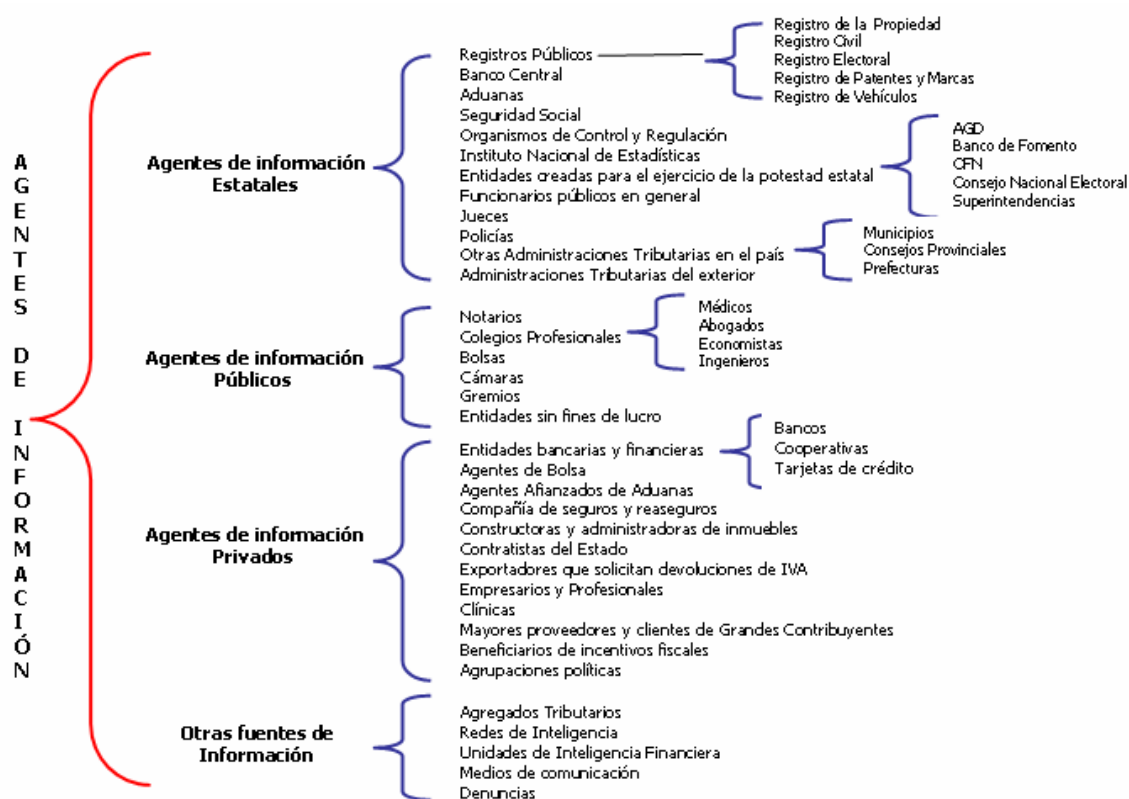 AGENTES DE INFORMACIÓN
Agentes de información
Estatales
Registros Públicos
Banco Central
Aduanas
Seguridad Social
Organismos de Control y Regulación
Instituto Nacional de Estadísticas
Entidades creadas para el ejercicio de la potestad estatal
Funcionarios públicos en general
Jueces
Policías
Otras Administraciones Tributarias en el país
Administraciones Tributarias del exterior
Registro de la Propiedad
Registro Civil
Registro Electoral
Registro de Patentes y Marcas
Registro de Vehículos
AGD
Banco de Fomento
CFN
Consejo Nacional Electoral
Superintendencias
Municipios
Consejos Provinciales
Prefecturas
Agentes de información
Públicos
Notarios
Colegios Profesionales
Bolsas
Cámaras
Gremios
Entidades sin fines de lucro
Médicos
Abogados
Economistas
Ingenieros
Agentes de información
Privados
Entidades bancarias y financieras
Agentes de Bolsa
Agentes Afianzados de Aduanas
Compañía de seguros y reaseguros
Constructoras y administradoras de inmuebles
Contratistas del Estado
Exportadores que solicitan devoluciones de IVA
Empresarios y Profesionales
Clínicas
Mayores proveedores y clientes de Grandes Contribuyentes
Beneficiarios de incentivos fiscales
Agrupaciones políticas
Bancos
Cooperativas
Tarjetas de crédito
Otras fuentes de
Información
Agregados Tributarios
Redes de Inteligencia
Unidades de Inteligencia Financiera
Medios de comunicación
Denuncias